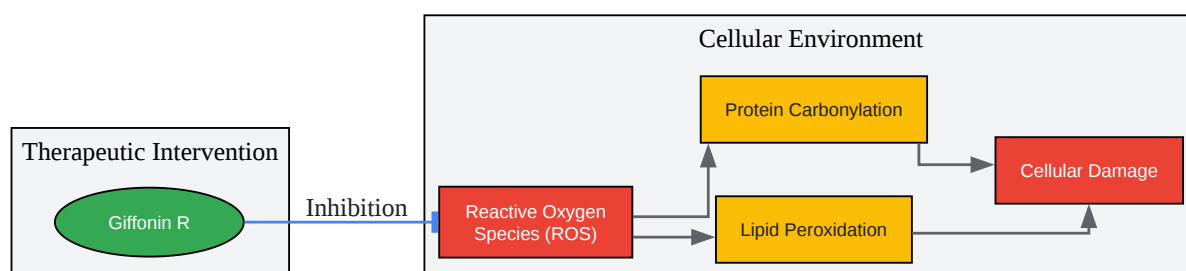 Cellular Environment
Protein Carbonylation
Therapeutic Intervention
Cellular Damage
Giffonin R
Inhibition
Reactive Oxygen
Species (ROS)
Lipid Peroxidation